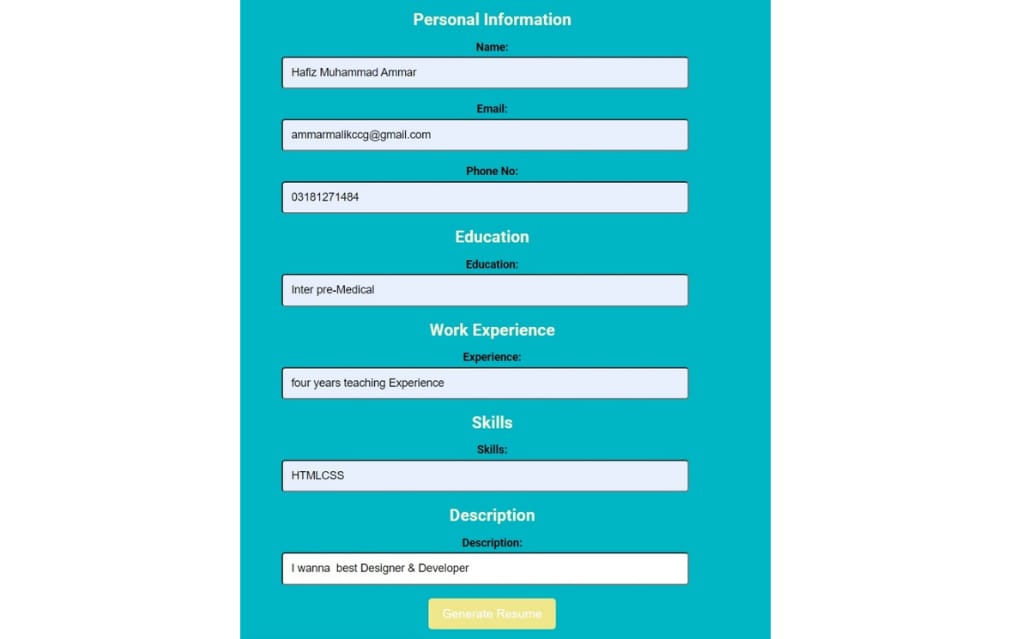 Personal Information
Name:
Hafiz Muhammad Ammar
Email:
ammarmalikccg@gmail.com
Phone No:
03181271484
Education
Education:
Inter pre-Medical
Work Experience
Experience:
four years teaching Experience
Skills
Skills:
HTMLCSS
Description
Description:
I wanna  best Designer & Developer
Generate Resume